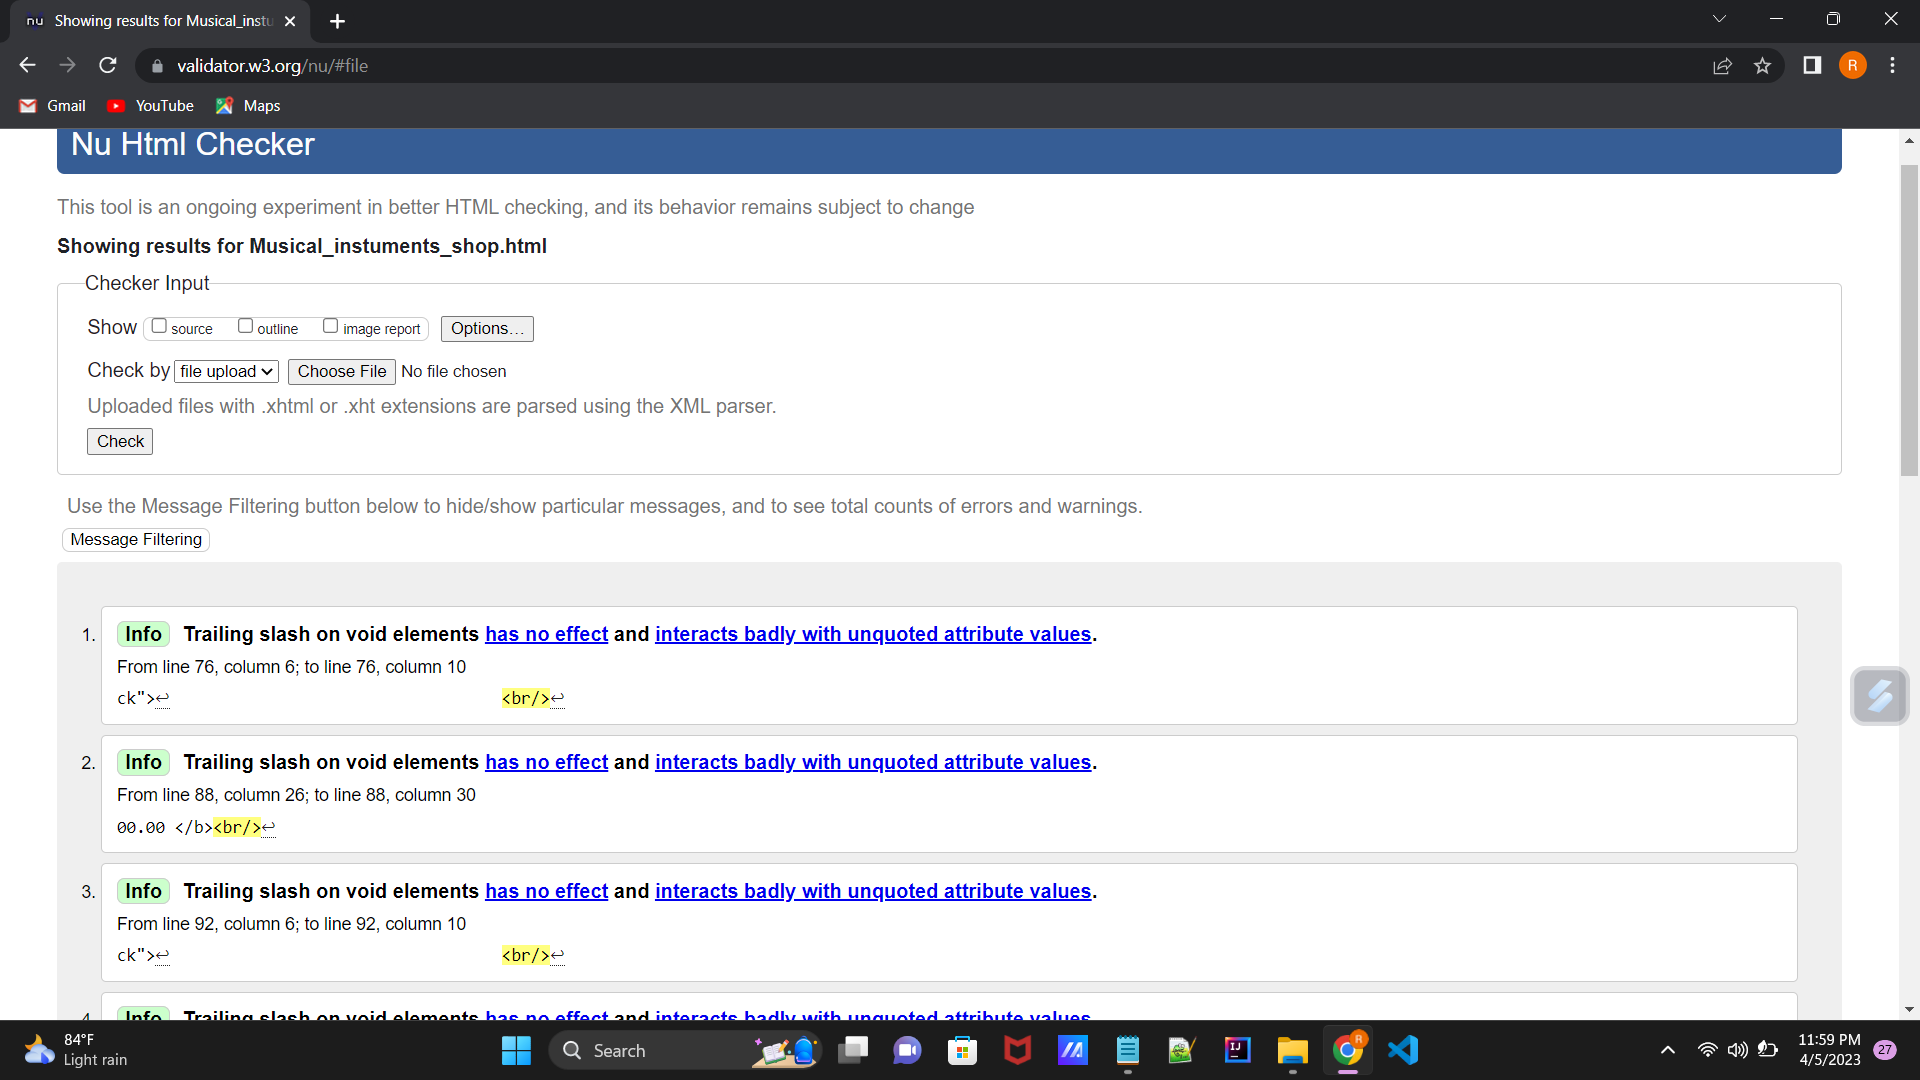 nu Showing results for Musical_instu
validator.w3.org/nu/#file
R
Gmail YouTube Maps
Nu Html Checker
This tool is an ongoing experiment in better HTML checking, and its behavior remains subject to change
Showing results for Musical_instuments_shop.html
Checker Input
Show source outline image report Options...
Check by file upload Choose File No file chosen
Uploaded files with .xhtml or .xht extensions are parsed using the XML parser.
Check
Use the Message Filtering button below to hide/show particular messages, and to see total counts of errors and warnings.
Message Filtering
1. Info Trailing slash on void elements has no effect and interacts badly with unquoted attribute values.
From line 76, column 6; to line 76, column 10
ck">↩ <br/>↩
2. Info Trailing slash on void elements has no effect and interacts badly with unquoted attribute values.
From line 88, column 26; to line 88, column 30
00.00 </b><br/>↩
3. Info Trailing slash on void elements has no effect and interacts badly with unquoted attribute values.
From line 92, column 6; to line 92, column 10
ck">↩ <br/>↩
4. Info Trailing slash on void elements has no effect and interacts badly with unquoted attribute values.
84°F
Light rain
Search
IJ
R
11:59 PM
4/5/2023
27